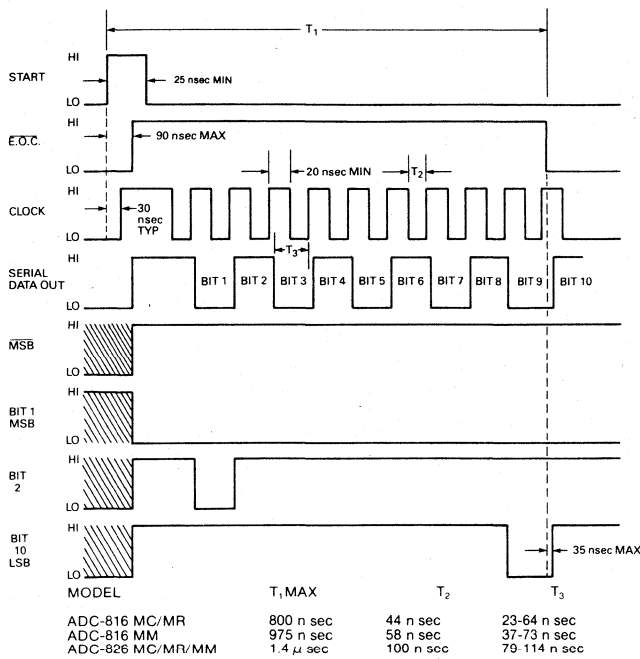 T1
HI
START
25 nsec MIN
LO
HI
E.O.C.
90 nsec MAX
LO
20 nsec MIN
T2
HI
CLOCK
30
nsec
TYP
LO
T3
HI
SERIAL
DATA OUT
BIT 1 BIT 2 BIT 3 BIT 4 BIT 5 BIT 6 BIT 7 BIT 8 BIT 9 BIT 10
LO
HI
MSB
LO
HI
BIT 1
MSB
LO
HI
BIT
2
LO
HI
BIT
10
LSB
35 nsec MAX
LO
MODEL T1 MAX T2 T3
ADC-816 MC/MR 800 n sec 44 n sec 23-64 n sec
ADC-816 MM 975 n sec 58 n sec 37-73 n sec
ADC-826 MC/MR/MM 1.4 μ sec 100 n sec 79-114 n sec